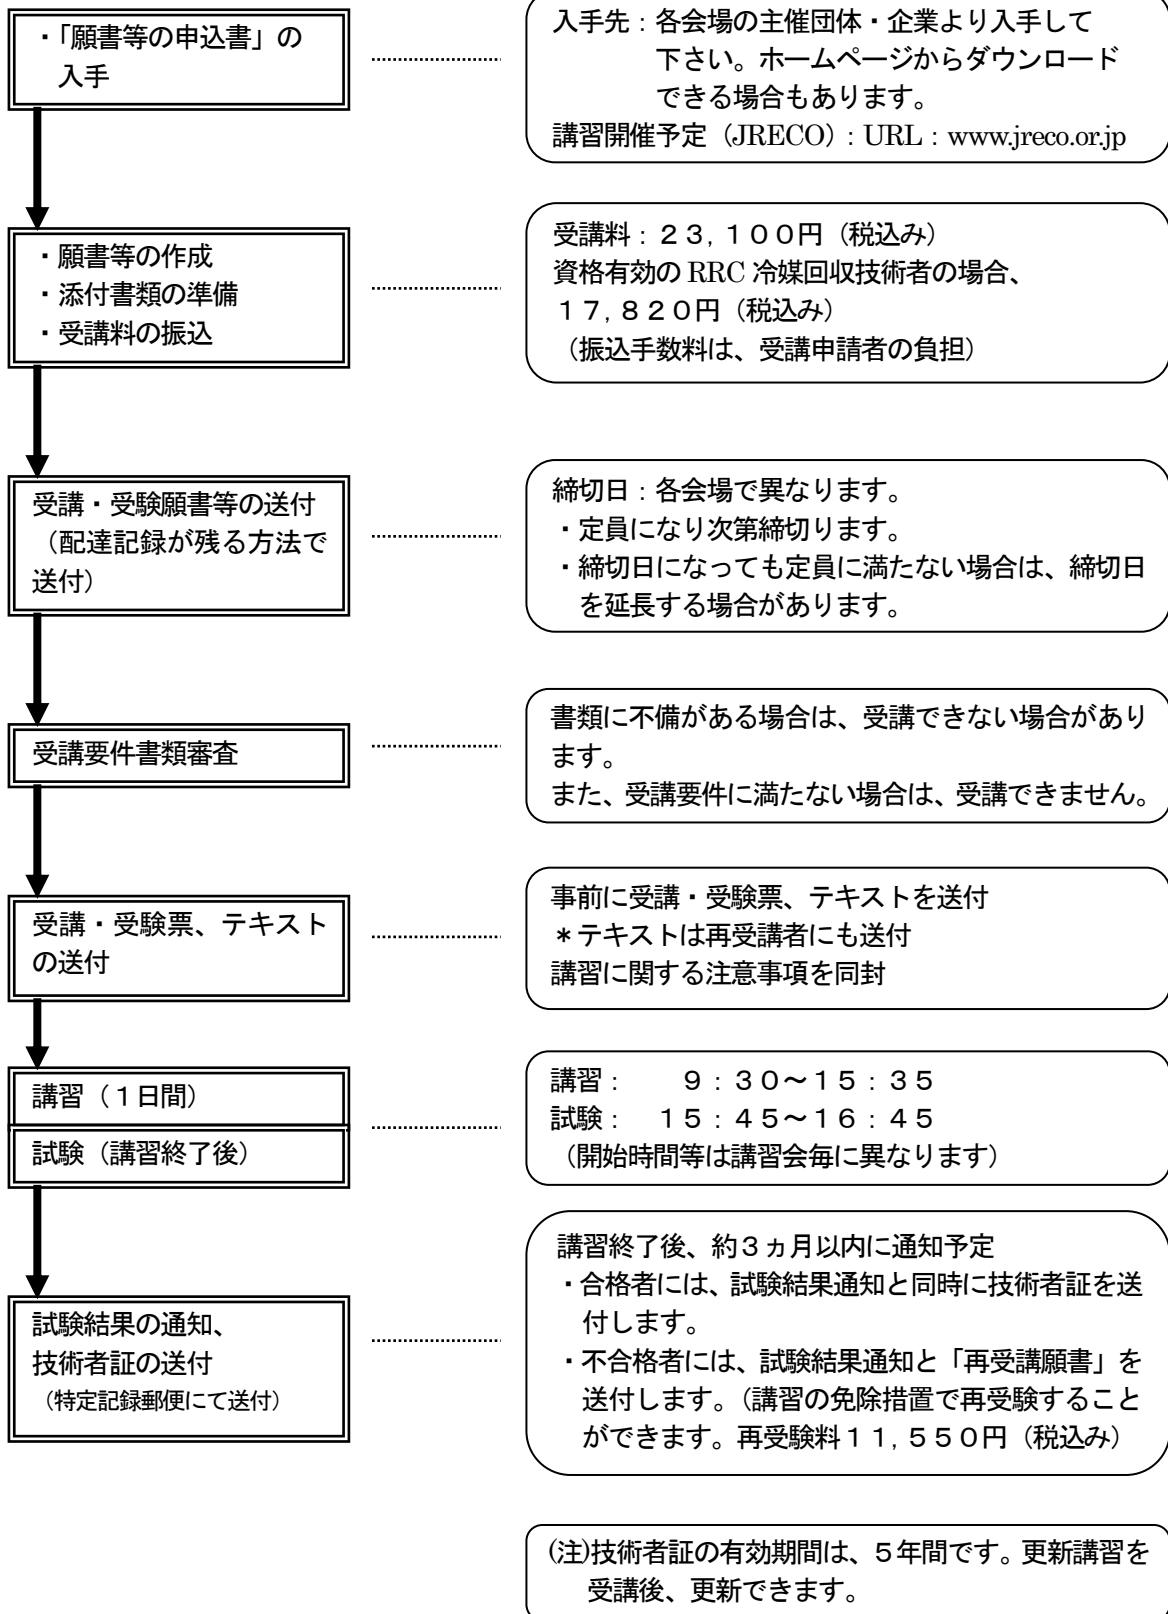 ・「願書等の申込書」の
入手
入手先：各会場の主催団体・企業より入手して
下さい。ホームページからダウンロード
できる場合もあります。
講習開催予定（JRECO）：URL：www.jreco.or.jp
・願書等の作成
・添付書類の準備
・受講料の振込
受講料：２３,１００円（税込み）
資格有効の RRC 冷媒回収技術者の場合、
１７,８２０円（税込み）
（振込手数料は、受講申請者の負担）
受講・受験願書等の送付
（配達記録が残る方法で
送付）
締切日：各会場で異なります。
・定員になり次第締切ります。
・締切日になっても定員に満たない場合は、締切日
を延長する場合があります。
受講要件書類審査
書類に不備がある場合は、受講できない場合があり
ます。
また、受講要件に満たない場合は、受講できません。
受講・受験票、テキスト
の送付
事前に受講・受験票、テキストを送付
＊テキストは再受講者にも送付
講習に関する注意事項を同封
講習（１日間）
試験（講習終了後）
講習：　９：３０～１５：３５
試験：　１５：４５～１６：４５
（開始時間等は講習会毎に異なります）
試験結果の通知、
技術者証の送付
（特定記録郵便にて送付）
講習終了後、約３ヵ月以内に通知予定
・合格者には、試験結果通知と同時に技術者証を送
付します。
・不合格者には、試験結果通知と「再受講願書」を
送付します。（講習の免除措置で再受験すること
ができます。再受験料１１,５５０円（税込み）
(注)技術者証の有効期間は、５年間です。更新講習を
受講後、更新できます。